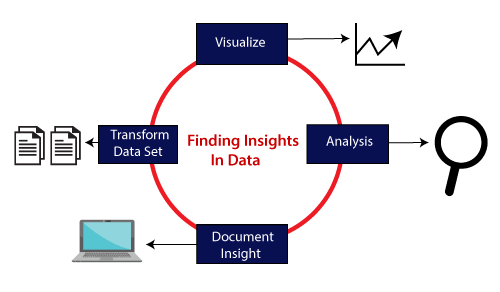 Visualize
Transform
Data Set
Finding Insights
In Data
Analysis
Document
Insight